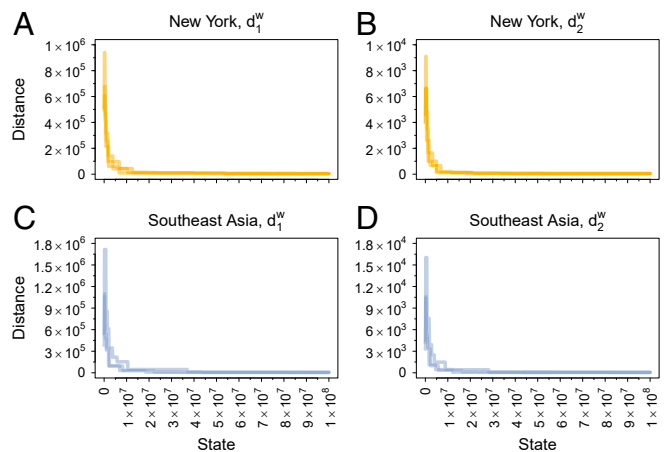 A
New York, d₁ʷ
Distance
1 × 10⁶
8 × 10⁵
6 × 10⁵
4 × 10⁵
2 × 10⁵
0
B
New York, d₂ʷ
1 × 10⁴
8 × 10³
6 × 10³
4 × 10³
2 × 10³
0
C
Southeast Asia, d₁ʷ
Distance
1.8 × 10⁶
1.5 × 10⁶
1.2 × 10⁶
9 × 10⁵
6 × 10⁵
3 × 10⁵
0
0
1 × 10⁷
2 × 10⁷
3 × 10⁷
4 × 10⁷
5 × 10⁷
6 × 10⁷
7 × 10⁷
8 × 10⁷
9 × 10⁷
1 × 10⁸
State
D
Southeast Asia, d₂ʷ
1.8 × 10⁴
1.5 × 10⁴
1.2 × 10⁴
9 × 10³
6 × 10³
3 × 10³
0
0
1 × 10⁷
2 × 10⁷
3 × 10⁷
4 × 10⁷
5 × 10⁷
6 × 10⁷
7 × 10⁷
8 × 10⁷
9 × 10⁷
1 × 10⁸
State